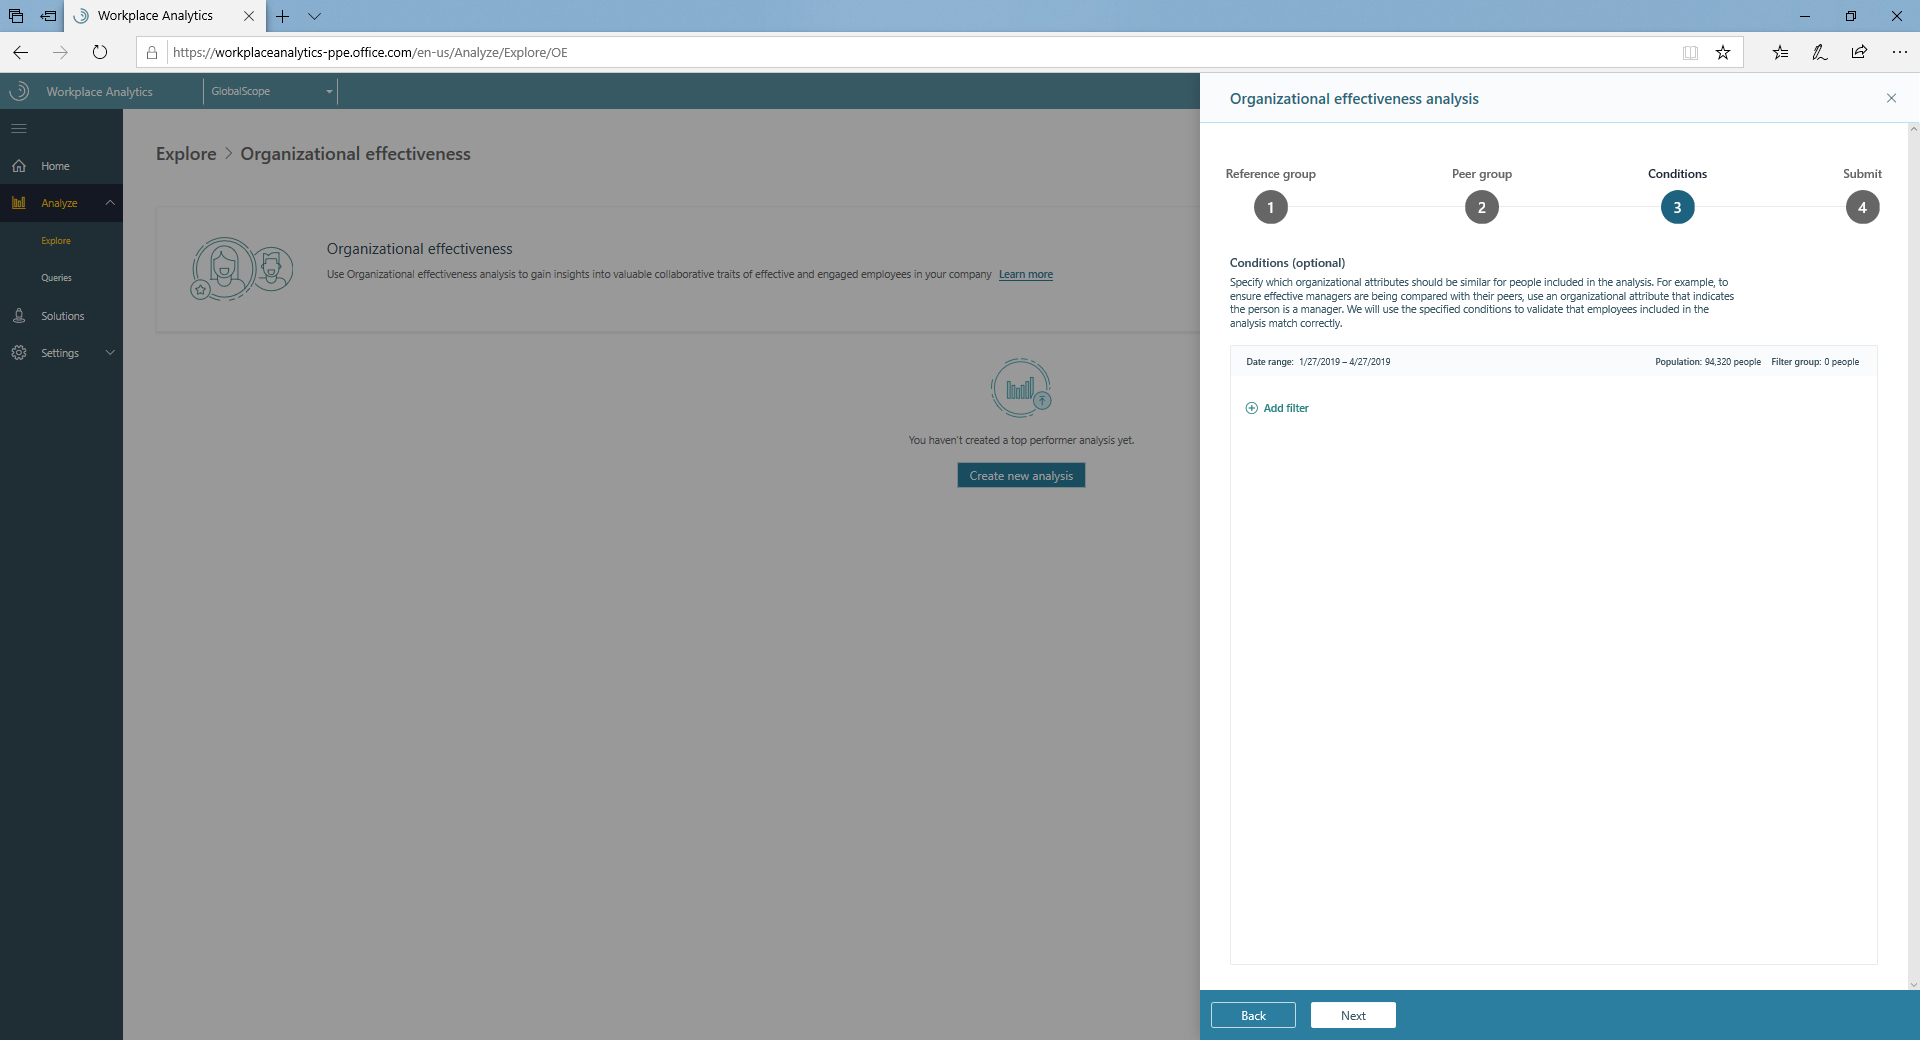 Workplace Analytics
https://workplaceanalytics-ppe.office.com/en-us/Analyze/Explore/OE
Workplace Analytics
GlobalScope
Home
Analyze
Explore
Queries
Solutions
Settings
Explore > Organizational effectiveness
Organizational effectiveness
Use Organizational effectiveness analysis to gain insights into valuable collaborative traits of effective and engaged employees in your company Learn more
You haven't created a top performer analysis yet.
Create new analysis
Organizational effectiveness analysis
Reference group Peer group Conditions Submit
1 2 3 4
Conditions (optional)
Specify which organizational attributes should be similar for people included in the analysis. For example, to
ensure effective managers are being compared with their peers, use an organizational attribute that indicates
the person is a manager. We will use the specified conditions to validate that employees included in the
analysis match correctly.
Date range: 1/27/2019 – 4/27/2019 Population: 94,320 people Filter group: 0 people
Add filter
Back Next